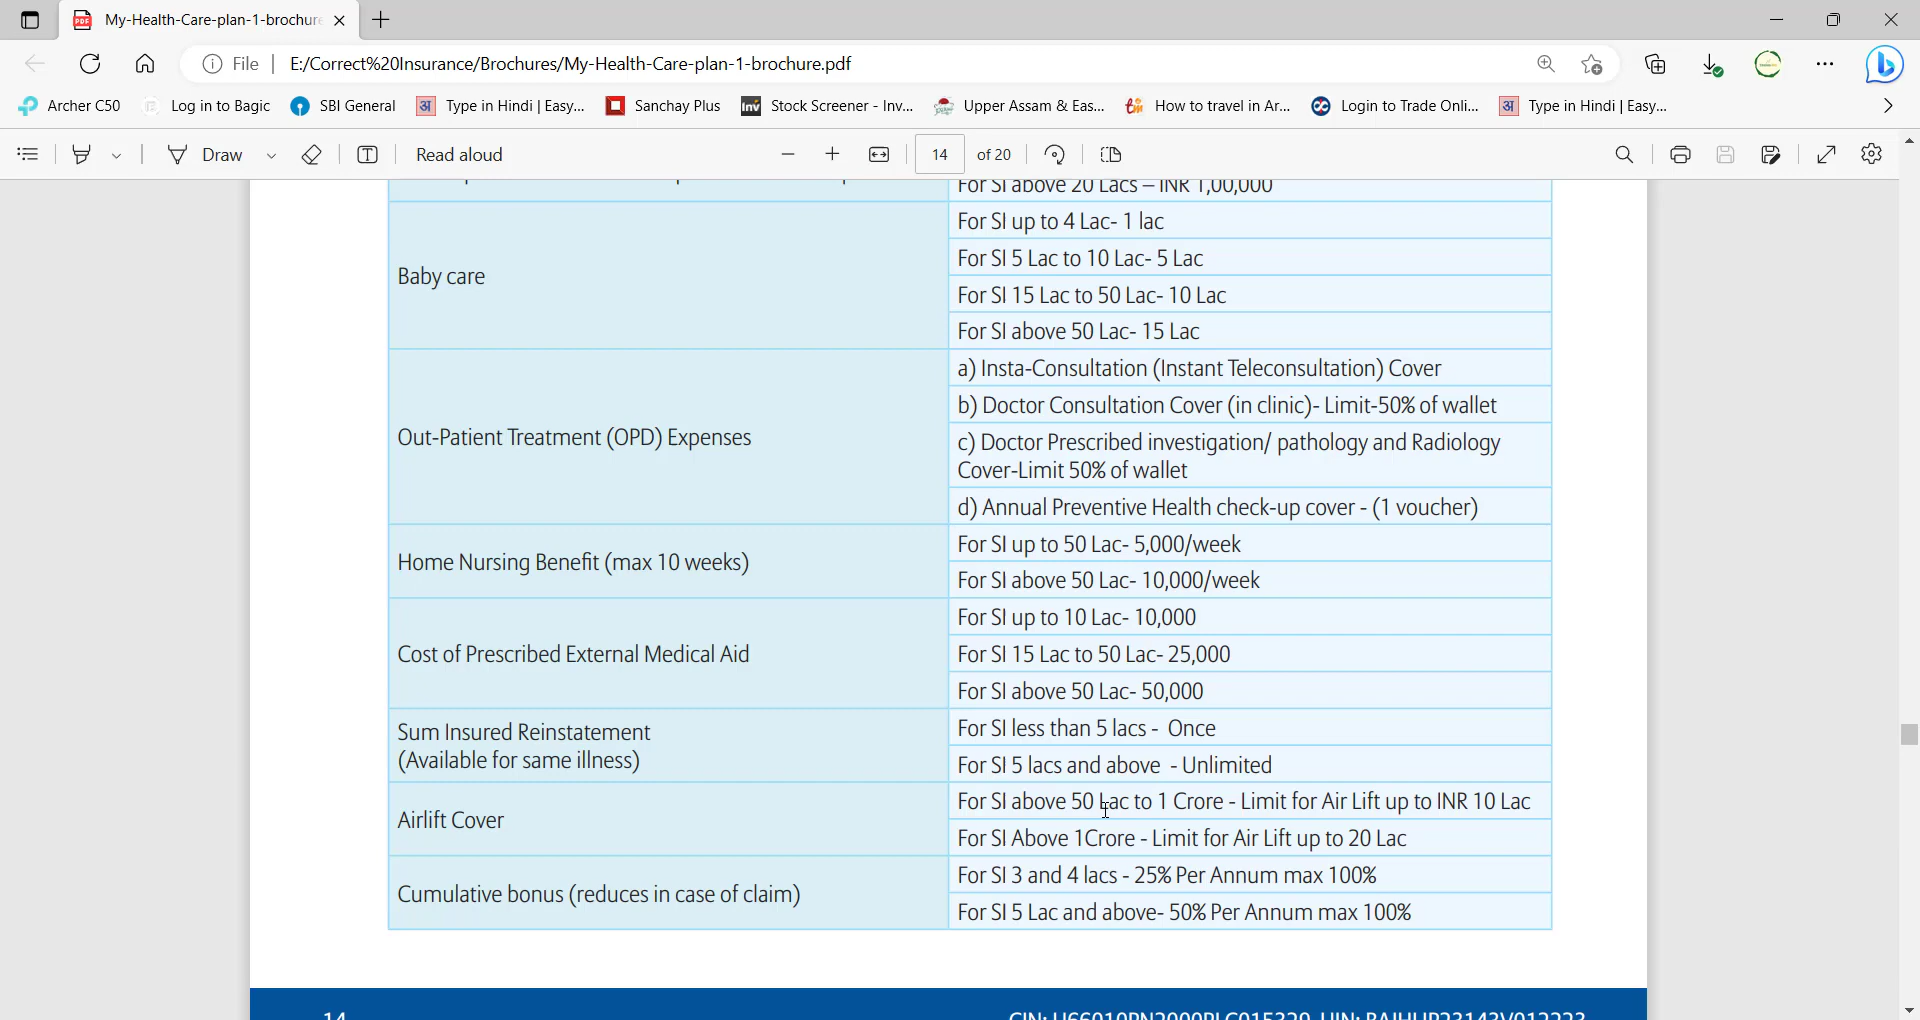 My-Health-Care-plan-1-brochure
File
E:/Correct%20Insurance/Brochures/My-Health-Care-plan-1-brochure.pdf
Archer C50
Log in to Bagic
SBI General
अ Type in Hindi | Easy...
Sanchay Plus
Inv Stock Screener - Inv...
Upper Assam & Eas...
tm How to travel in Ar...
Login to Trade Onli...
अ Type in Hindi | Easy...
Draw
Read aloud
14 of 20
For SI above 20 Lacs – INR 1,00,000
Baby care
For SI up to 4 Lac- 1 lac
For SI 5 Lac to 10 Lac- 5 Lac
For SI 15 Lac to 50 Lac- 10 Lac
For SI above 50 Lac- 15 Lac
Out-Patient Treatment (OPD) Expenses
a) Insta-Consultation (Instant Teleconsultation) Cover
b) Doctor Consultation Cover (in clinic)- Limit-50% of wallet
c) Doctor Prescribed investigation/ pathology and Radiology
Cover-Limit 50% of wallet
d) Annual Preventive Health check-up cover - (1 voucher)
Home Nursing Benefit (max 10 weeks)
For SI up to 50 Lac- 5,000/week
For SI above 50 Lac- 10,000/week
Cost of Prescribed External Medical Aid
For SI up to 10 Lac- 10,000
For SI 15 Lac to 50 Lac- 25,000
For SI above 50 Lac- 50,000
Sum Insured Reinstatement
(Available for same illness)
For SI less than 5 lacs - Once
For SI 5 lacs and above - Unlimited
Airlift Cover
For SI above 50 Lac to 1 Crore - Limit for Air Lift up to INR 10 Lac
For SI Above 1Crore - Limit for Air Lift up to 20 Lac
Cumulative bonus (reduces in case of claim)
For SI 3 and 4 lacs - 25% Per Annum max 100%
For SI 5 Lac and above- 50% Per Annum max 100%
14
CIN: U66010PN2000PLC015329, UIN: BAJHLIP23143V012223